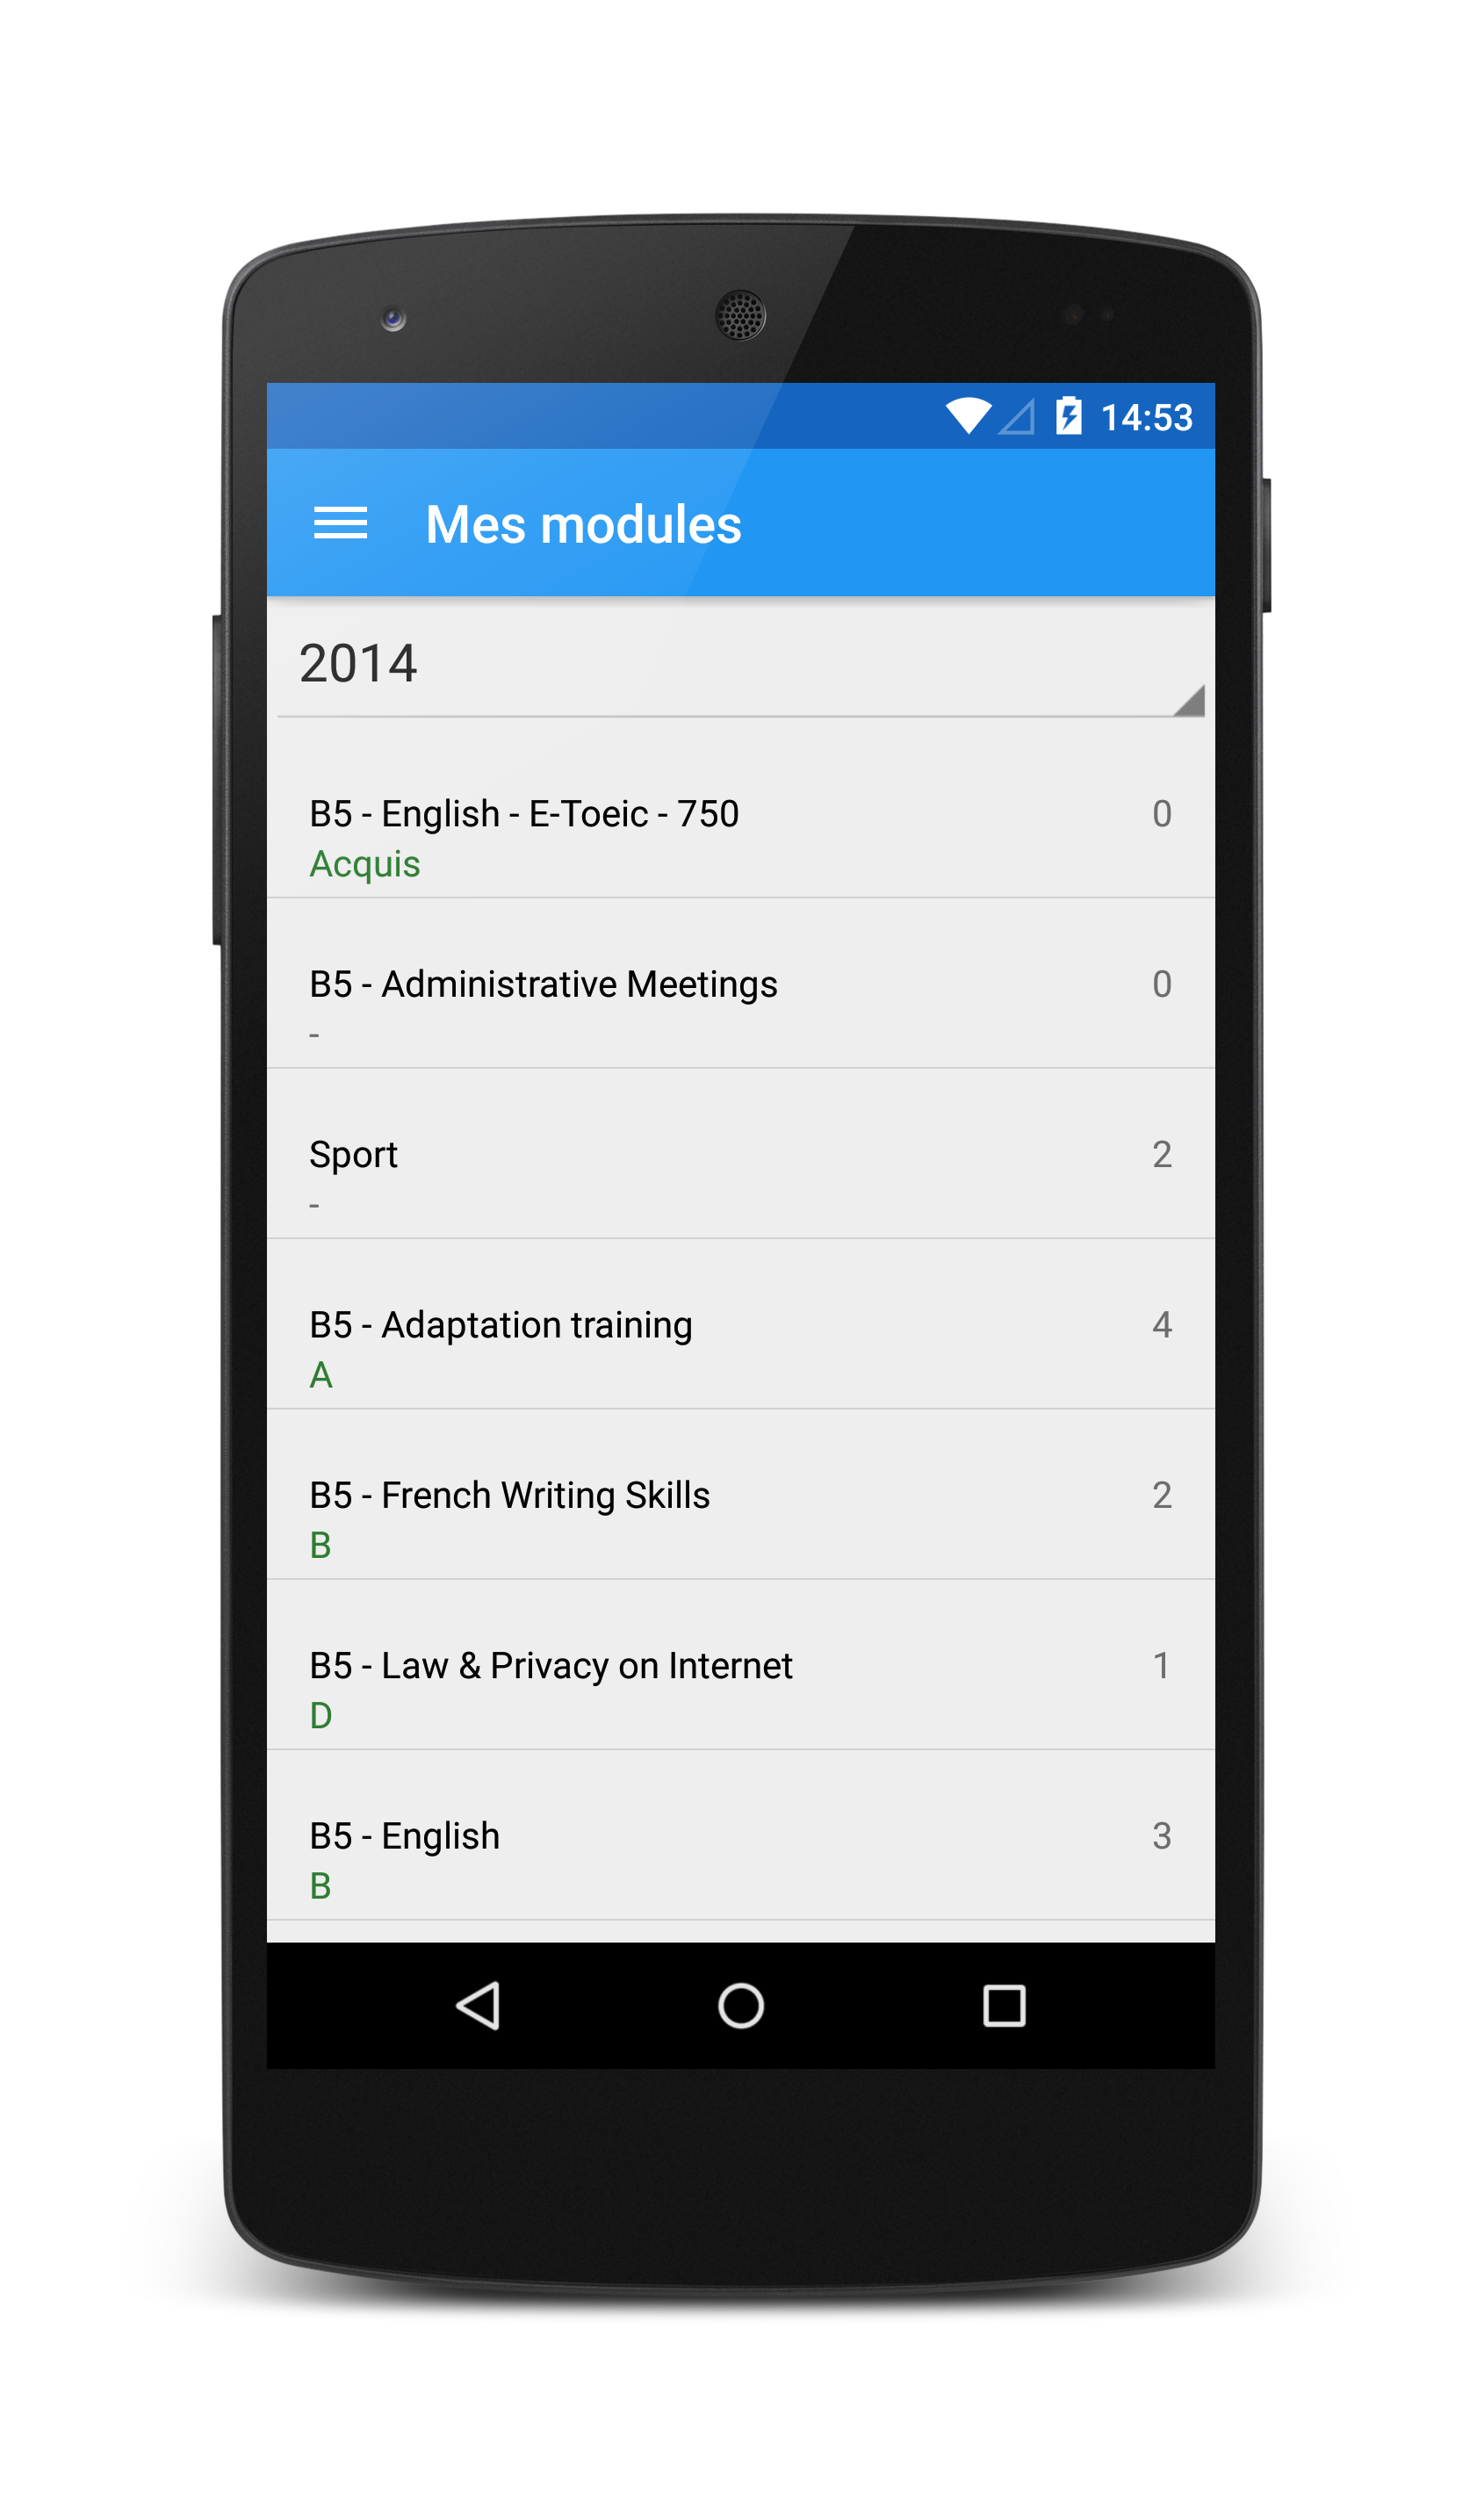 14:53
Mes modules
2014
B5 - English - E-Toeic - 750 0
Acquis
B5 - Administrative Meetings 0
-
Sport 2
-
B5 - Adaptation training 4
A
B5 - French Writing Skills 2
B
B5 - Law & Privacy on Internet 1
D
B5 - English 3
B